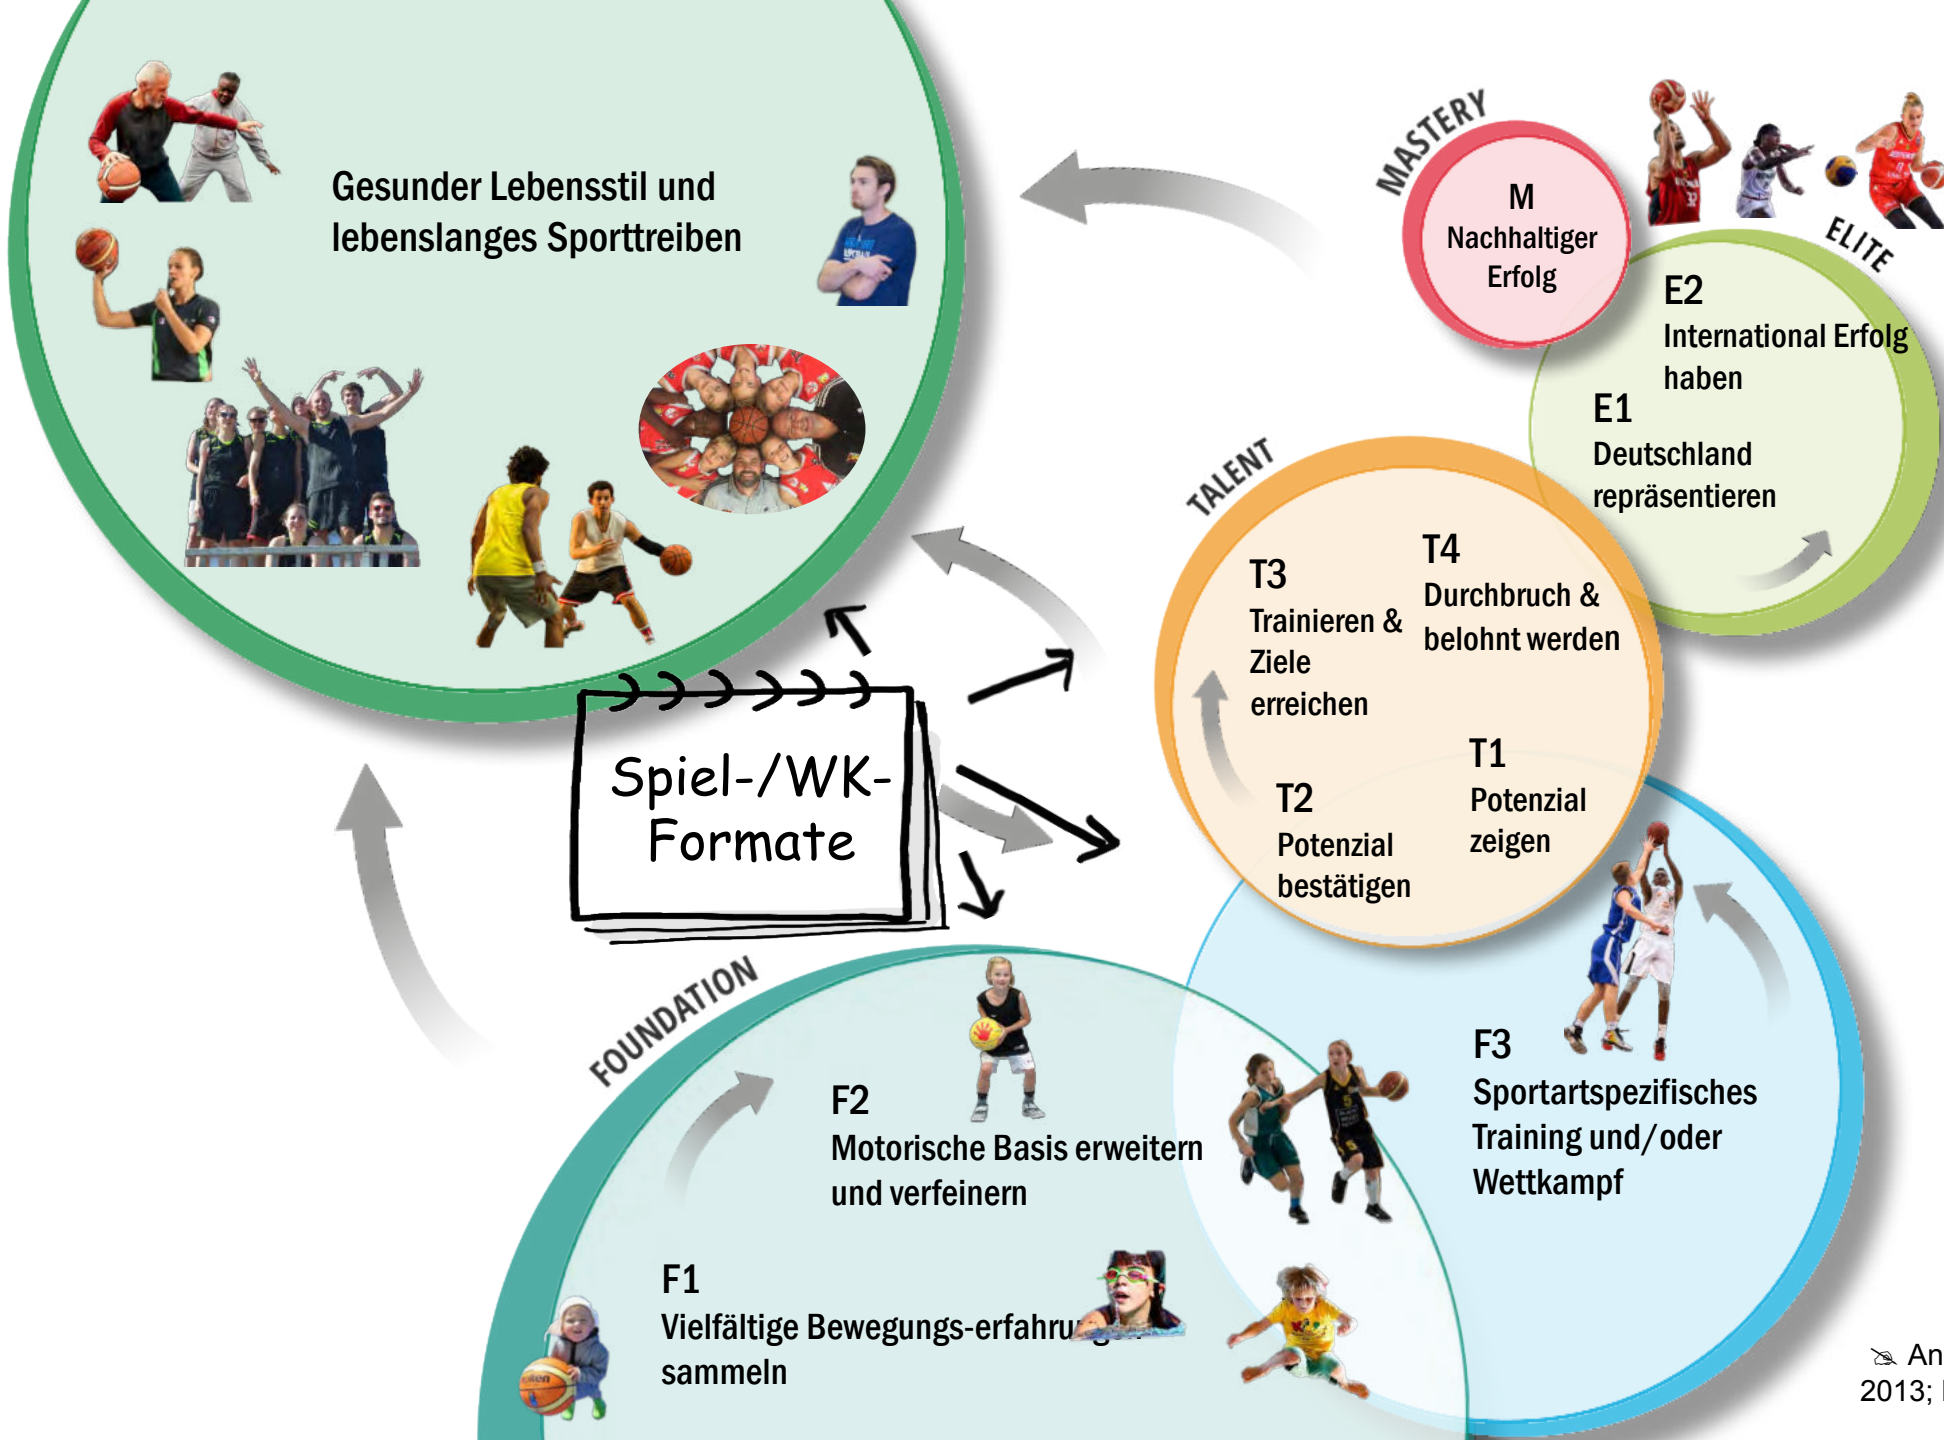 Gesunder Lebensstil und
lebenslanges Sporttreiben
MASTERY
M
Nachhaltiger
Erfolg
ELITE
E2
International Erfolg
haben
E1
Deutschland
repräsentieren
TALENT
T4
Durchbruch &
belohnt werden
T3
Trainieren &
Ziele
erreichen
T1
Potenzial
zeigen
T2
Potenzial
bestätigen
Spiel-/WK-
Formate
FOUNDATION
F3
Sportartspezifisches
Training und/oder
Wettkampf
F2
Motorische Basis erweitern
und verfeinern
F1
Vielfältige Bewegungs-erfahrungen
sammeln
An
2013;